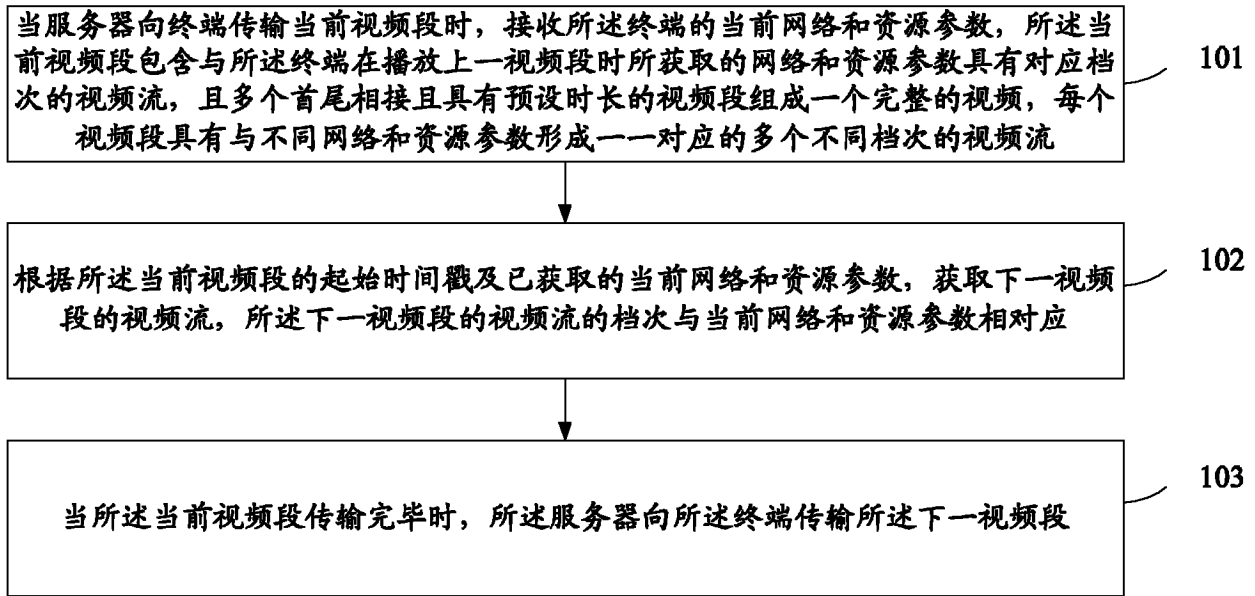 当服务器向终端传输当前视频段时，接收所述终端的当前网络和资源参数，所述当
前视频段包含与所述终端在播放上一视频段时所获取的网络和资源参数具有对应档
次的视频流，且多个首尾相接且具有预设时长的视频段组成一个完整的视频，每个
视频段具有与不同网络和资源参数形成一一对应的多个不同档次的视频流
101
根据所述当前视频段的起始时间戳及已获取的当前网络和资源参数，获取下一视频
段的视频流，所述下一视频段的视频流的档次与当前网络和资源参数相对应
102
当所述当前视频段传输完毕时，所述服务器向所述终端传输所述下一视频段
103